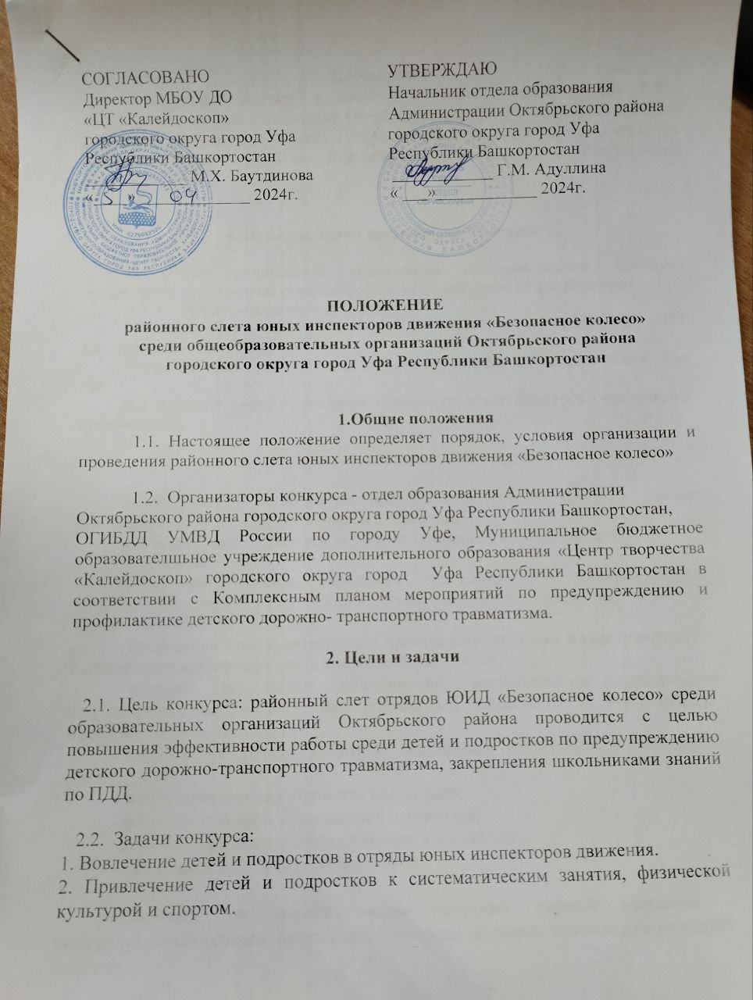 СОГЛАСОВАНО
Директор МБОУ ДО
«ЦТ «Калейдоскоп»
городского округа город Уфа
Республики Башкортостан
М.Х. Баутдинова
« 5 » 04 2024г.
УТВЕРЖДАЮ
Начальник отдела образования
Администрации Октябрьского района
городского округа город Уфа
Республики Башкортостан
____________ Г.М. Адуллина
« ___ » ____________ 2024г.
ОТДЕЛ
ОБРАЗОВАНИЯ
ИНН 0276042520
ПОЛОЖЕНИЕ
районного слета юных инспекторов движения «Безопасное колесо»
среди общеобразовательных организаций Октябрьского района
городского округа город Уфа Республики Башкортостан
1.Общие положения
1.1. Настоящее положение определяет порядок, условия организации и
проведения районного слета юных инспекторов движения «Безопасное колесо»
1.2. Организаторы конкурса - отдел образования Администрации
Октябрьского района городского округа город Уфа Республики Башкортостан,
ОГИБДД УМВД России по городу Уфе, Муниципальное бюджетное
образователшьное учреждение дополнительного образования «Центр творчества
«Калейдоскоп» городского округа город Уфа Республики Башкортостан в
соответствии с Комплексным планом мероприятий по предупреждению и
профилактике детского дорожно- транспортного травматизма.
2. Цели и задачи
2.1. Цель конкурса: районный слет отрядов ЮИД «Безопасное колесо» среди
образовательных организаций Октябрьского района проводится с целью
повышения эффективности работы среди детей и подростков по предупреждению
детского дорожно-транспортного травматизма, закрепления школьниками знаний
по ПДД.
2.2. Задачи конкурса:
1. Вовлечение детей и подростков в отряды юных инспекторов движения.
2. Привлечение детей и подростков к систематическим занятия, физической
культурой и спортом.